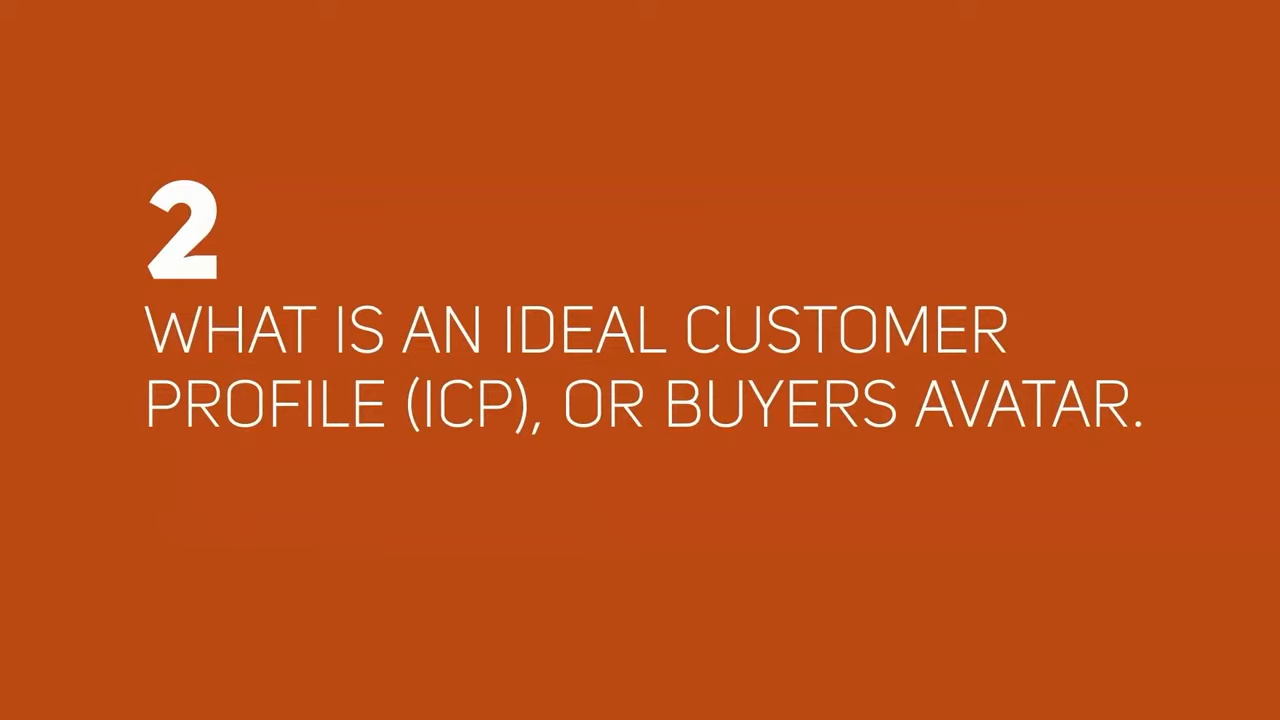 2
WHAT IS AN IDEAL CUSTOMER
PROFILE (ICP), OR BUYERS AVATAR.